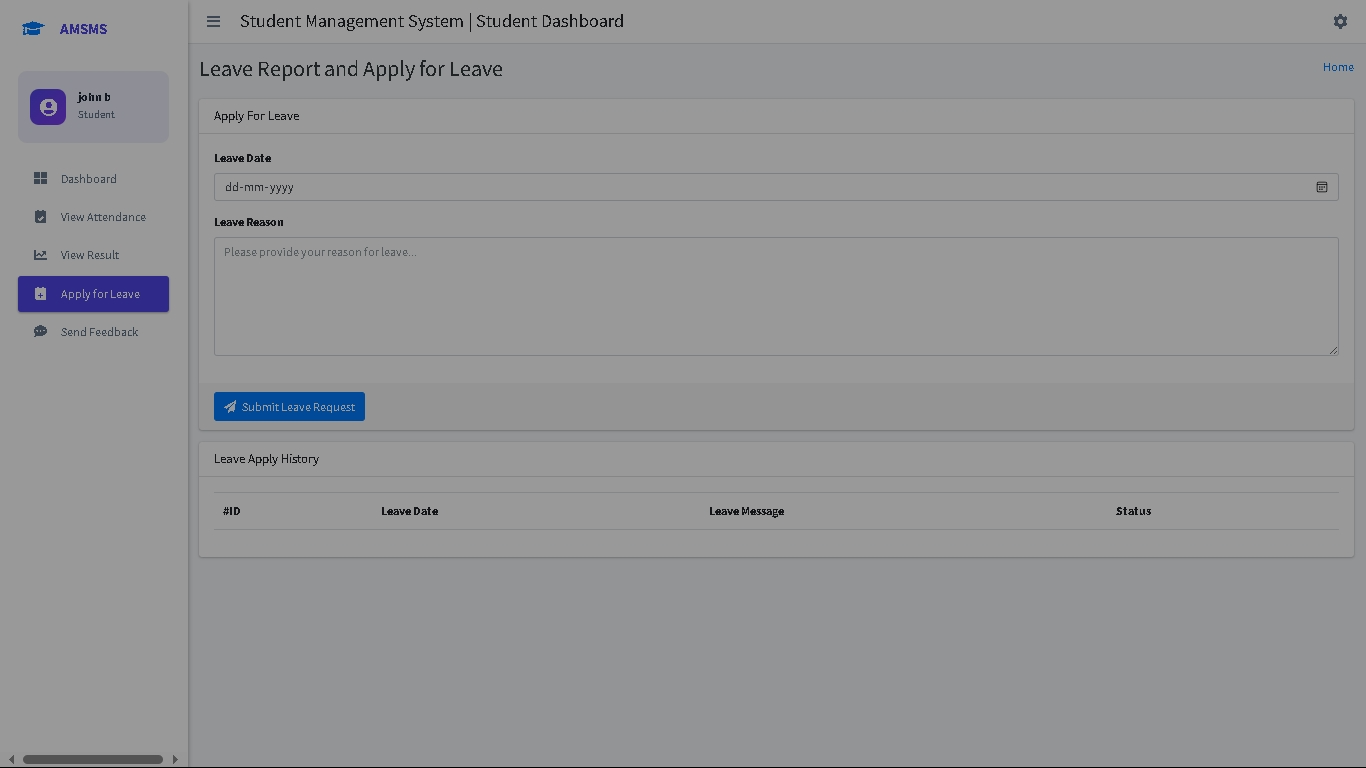 AMSMS
Student Management System | Student Dashboard
john b
Student
Dashboard
View Attendance
View Result
Apply for Leave
Send Feedback
Leave Report and Apply for Leave
Home
Apply For Leave
Leave Date
dd-mm-yyyy
Leave Reason
Please provide your reason for leave...
Submit Leave Request
Leave Apply History
#ID Leave Date Leave Message Status